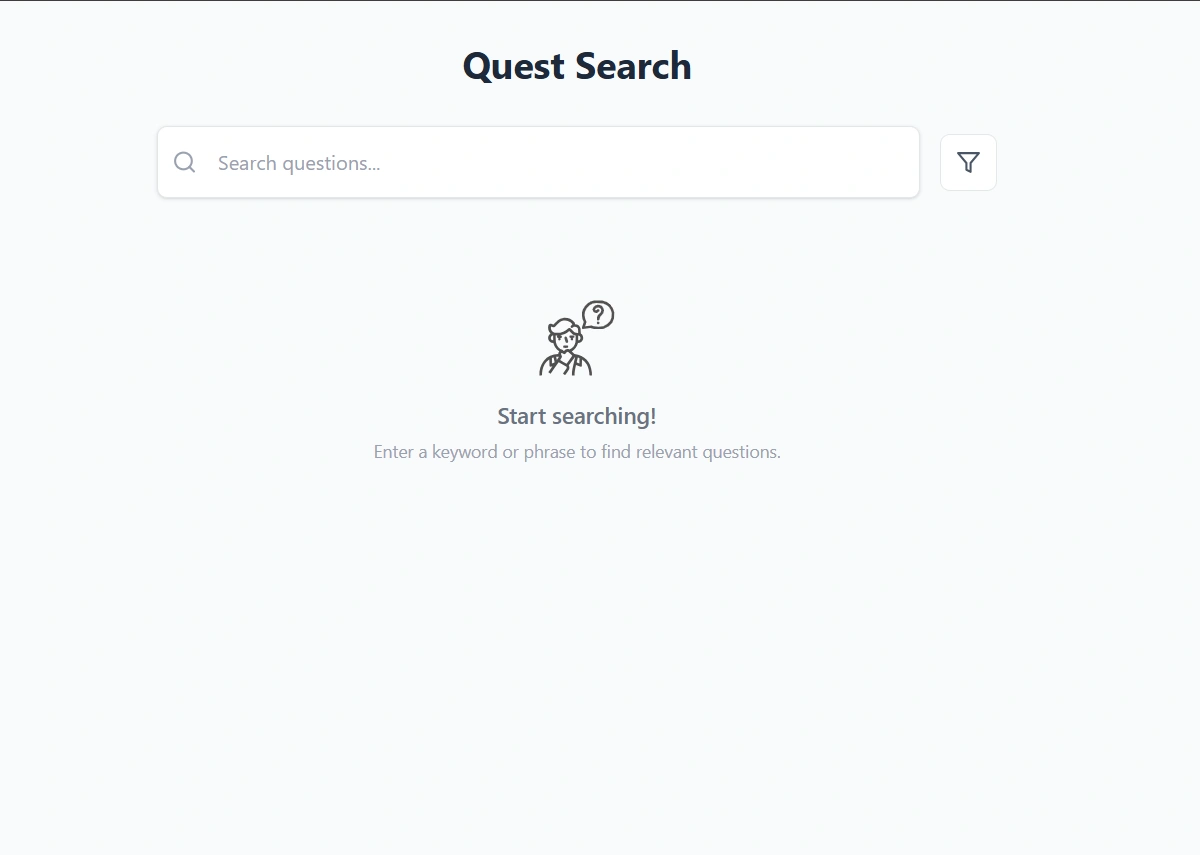 Quest Search
Search questions...
?
Start searching!
Enter a keyword or phrase to find relevant questions.